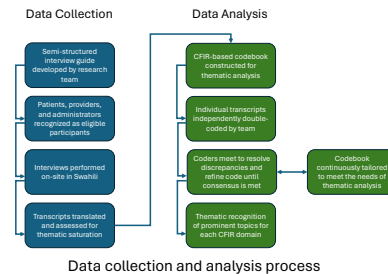 Data Collection
Semi-structured
interview guide
developed by research
team
Patients, providers,
and administrators
recognized as eligible
participants
Interviews performed
on-site in Swahili
Transcripts translated
and assessed for
thematic saturation
Data Analysis
CFIR-based codebook
constructed for
thematic analysis
Individual transcripts
independently double-
coded by team
Coders meet to resolve
discrepancies and
refine code until
consensus is met
Codebook
continuously tailored
to meet the needs of
thematic analysis
Thematic recognition
of prominent topics for
each CFIR domain
Data collection and analysis process